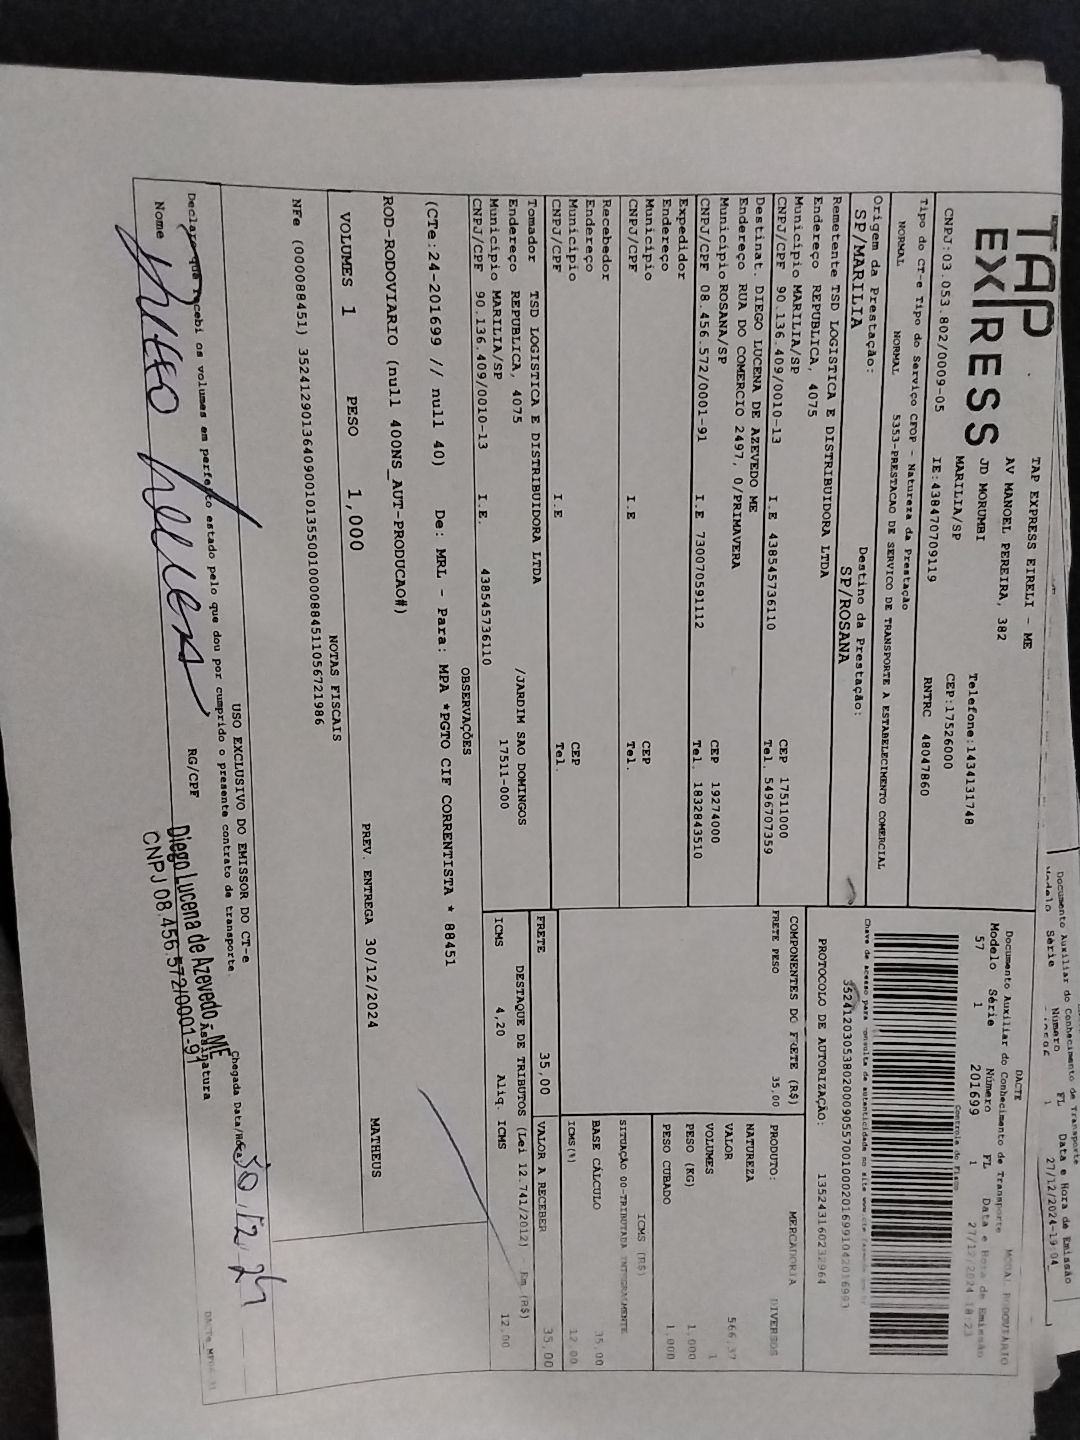 TAP
EXPRESS
TAP EXPRESS EIRELI - ME
AV MANOEL PEREIRA, 382
JD MORUMBI
MARILIA/SP
Telefone:1434131748
CEP:17526000
CNPJ:03.053.802/0009-05 IE:438470709119 RNTRC 48047860
Tipo do CT-e Tipo do Serviço CFOP - Natureza da Prestação
NORMAL NORMAL 5353-PRESTACAO DE SERVICO DE TRANSPORTE A ESTABELECIMENTO COMERCIAL
Origem da Prestação: Destino da Prestação:
SP/MARILIA SP/ROSANA
Remetente TSD LOGISTICA E DISTRIBUIDORA LTDA
Endereço REPUBLICA, 4075
Município MARILIA/SP CEP 17511000
CNPJ/CPF 90.136.409/0010-13 I.E 438545736110 Tel. 5496707359
Destinat. DIEGO LUCENA DE AZEVEDO ME
Endereço RUA DO COMERCIO 2497, 0/PRIMAVERA
Município ROSANA/SP CEP 19274000
CNPJ/CPF 08.456.572/0001-91 I.E 730070591112 Tel. 1832843510
Expedidor
Endereço
Município CEP
CNPJ/CPF I.E Tel.
Recebedor
Endereço
Município CEP
CNPJ/CPF I.E Tel.
Tomador TSD LOGISTICA E DISTRIBUIDORA LTDA
Endereço REPUBLICA, 4075 /JARDIM SAO DOMINGOS
Município MARILIA/SP 17511-000
CNPJ/CPF 90.136.409/0010-13 I.E. 438545736110
OBSERVAÇÕES
(CTe:24-201699 // null 40) De: MRL - Para: MPA *PGTO CIF CORRENTISTA * 88451
ROD-RODOVIARIO (null 400NS_AUT-PRODUCAO#)
VOLUMES 1 PESO 1,000 PREV. ENTREGA 30/12/2024 MATHEUS
NOTAS FISCAIS
NFe (000088451) 35241290136409001013550010000884511056721986
DACTE
Documento Auxiliar do Conhecimento de Transporte MODAL RODOVIÁRIO
Modelo Série Número FL Data e Hora de Emissão
57 1 201699 1 27/12/2024-18:23
Controle do Fisco
Chave de acesso para consulta de autenticidade no site
PROTOCOLO DE AUTORIZAÇÃO: 135243160232964
COMPONENTES DO FRETE (R$)
FRETE PESO 35,00
PRODUTO: MERCADORIA
NATUREZA DIVERSOS
VALOR 566,37
VOLUMES 1
PESO (KG) 1,000
PESO CUBADO 1,000
ICMS (R$)
SITUAÇÃO 00-TRIBUTADA INTEGRALMENTE
BASE CÁLCULO 35,00
ICMS(%) 12,00
FRETE 35,00 VALOR A RECEBER 35,00
DESTAQUE DE TRIBUTOS (Lei 12.741/2012) Em (R$)
ICMS 4,20 Aliq. ICMS 12,00
USO EXCLUSIVO DO EMISSOR DO CT-e
Declaro que recebi os volumes em perfeito estado pelo que dou por cumprido o presente contrato de transporte.
Nome RG/CPF Assinatura Chegada Data/Hora
30.12.24
Diego Lucena de Azevedo - ME
CNPJ 08.456.572/0001-91
Documento Auxiliar do Conhecimento de Transporte
Modelo Série Número FL Data e Hora de Emissão
1 27/12/2024-19:04